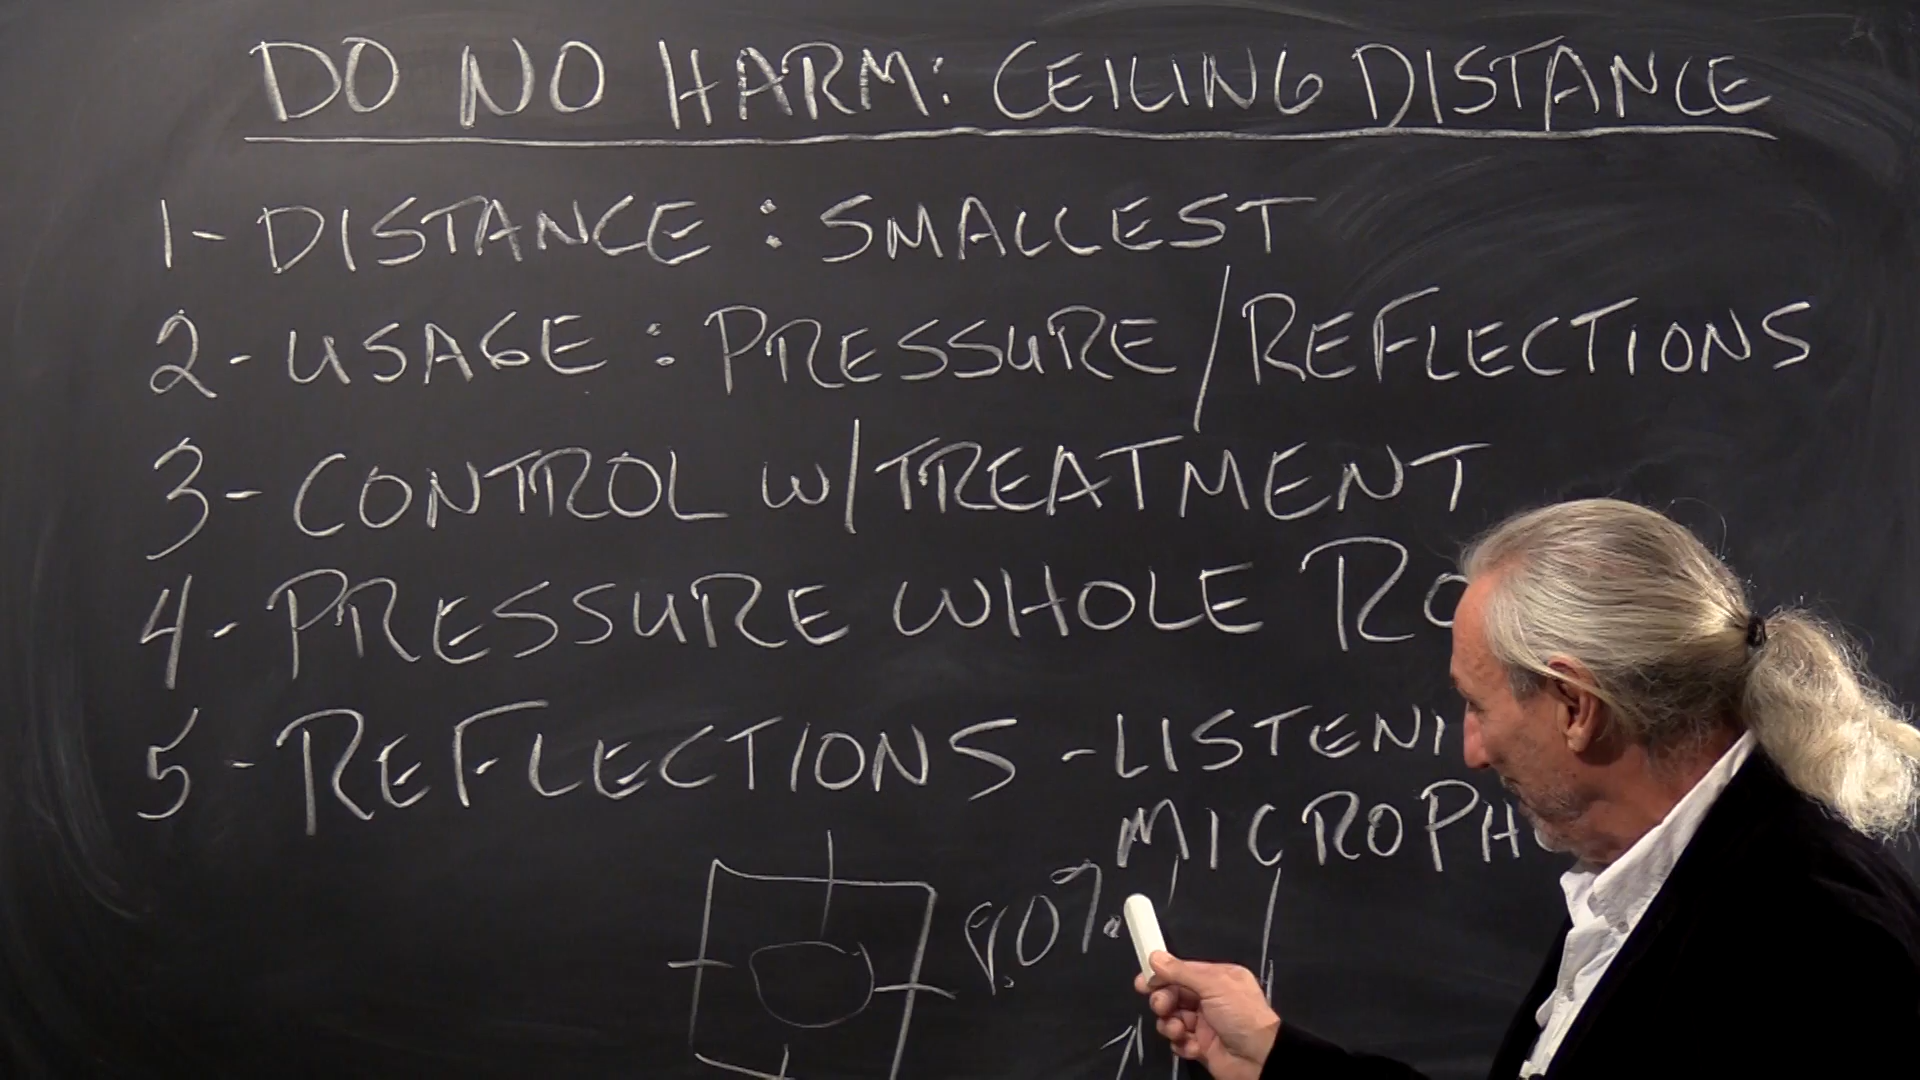 DO NO HARM: CEILING DISTANCE
1- DISTANCE : SMALLEST
2- USAGE : PRESSURE/REFLECTIONS
3- CONTROL W/TREATMENT
4- PRESSURE WHOLE
5- REFLECTIONS -
80%